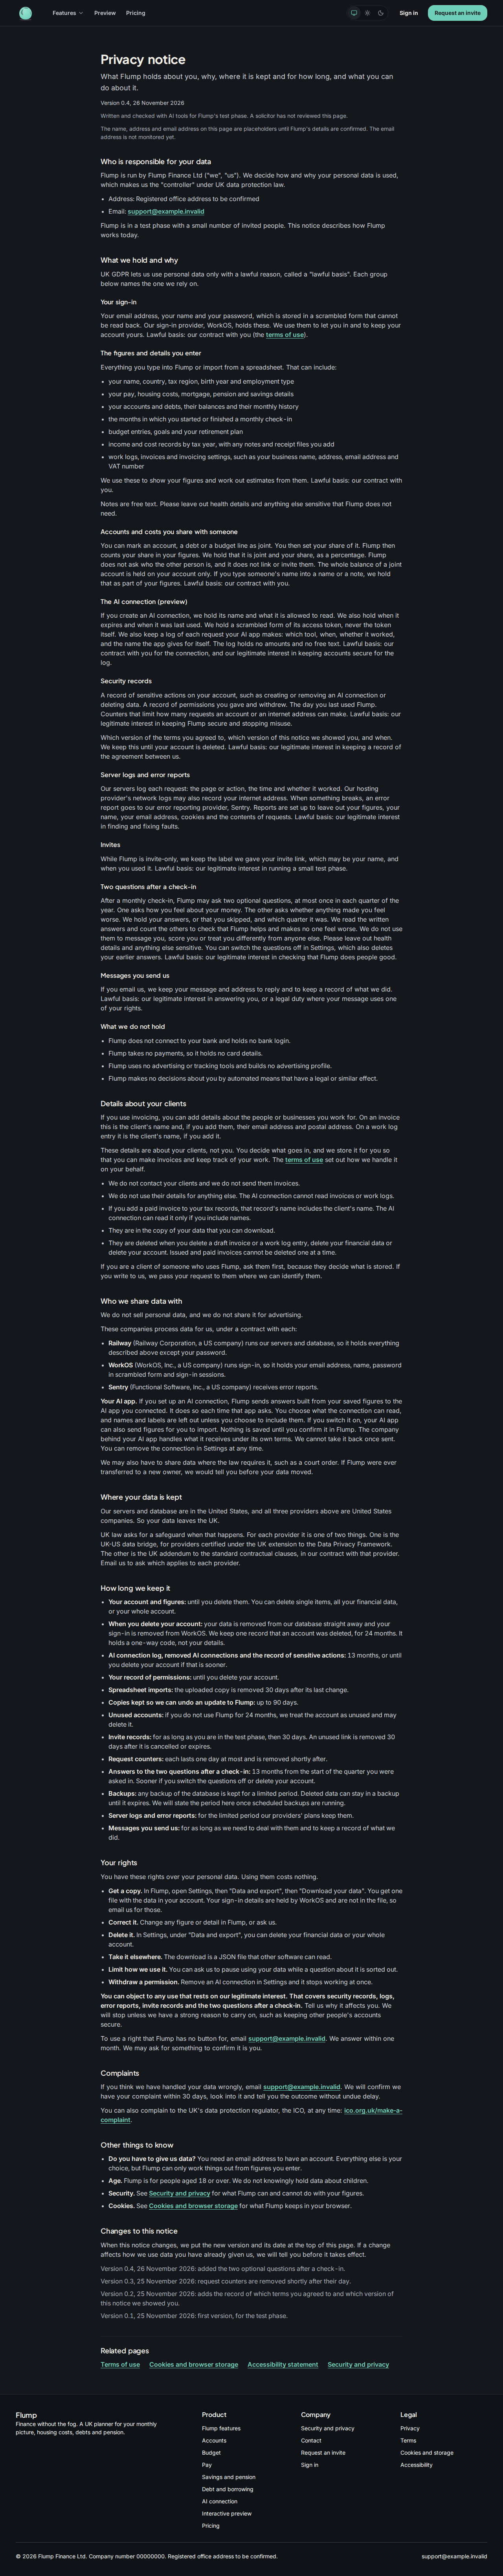 Features
Preview
Pricing
Sign in
Request an invite
Privacy notice
What Flump holds about you, why, where it is kept and for how long, and what you can
do about it.
Version 0.4, 26 November 2026
Written and checked with AI tools for Flump's test phase. A solicitor has not reviewed this page.
The name, address and email address on this page are placeholders until Flump's details are confirmed. The email
address is not monitored yet.
Who is responsible for your data
Flump is run by Flump Finance Ltd ("we", "us"). We decide how and why your personal data is used,
which makes us the "controller" under UK data protection law.
• Address: Registered office address to be confirmed
• Email: support@example.invalid
Flump is in a test phase with a small number of invited people. This notice describes how Flump
works today.
What we hold and why
UK GDPR lets us use personal data only with a lawful reason, called a "lawful basis". Each group
below names the one we rely on.
Your sign-in
Your email address, your name and your password, which is stored in a scrambled form that cannot
be read back. Our sign-in provider, WorkOS, holds these. We use them to let you in and to keep your
account yours. Lawful basis: our contract with you (the terms of use).
The figures and details you enter
Everything you type into Flump or import from a spreadsheet. That can include:
• your name, country, tax region, birth year and employment type
• your pay, housing costs, mortgage, pension and savings details
• your accounts and debts, their balances and their monthly history
• the months in which you started or finished a monthly check-in
• budget entries, goals and your retirement plan
• income and cost records by tax year, with any notes and receipt files you add
• work logs, invoices and invoicing settings, such as your business name, address, email address and
VAT number
We use these to show your figures and work out estimates from them. Lawful basis: our contract with
you.
Notes are free text. Please leave out health details and anything else sensitive that Flump does not
need.
Accounts and costs you share with someone
You can mark an account, a debt or a budget line as joint. You then set your share of it. Flump then
counts your share in your figures. We hold that it is joint and your share, as a percentage. Flump
does not ask who the other person is, and it does not link or invite them. The whole balance of a joint
account is held on your account only. If you type someone's name into a name or a note, we hold
that as part of your figures. Lawful basis: our contract with you.
The AI connection (preview)
If you create an AI connection, we hold its name and what it is allowed to read. We also hold when it
expires and when it was last used. We hold a scrambled form of its access token, never the token
itself. We also keep a log of each request your AI app makes: which tool, when, whether it worked,
and the name the app gives for itself. The log holds no amounts and no free text. Lawful basis: our
contract with you for the connection, and our legitimate interest in keeping accounts secure for the
log.
Security records
A record of sensitive actions on your account, such as creating or removing an AI connection or
deleting data. A record of permissions you gave and withdrew. The day you last used Flump.
Counters that limit how many requests an account or an internet address can make. Lawful basis: our
legitimate interest in keeping Flump secure and stopping misuse.
Which version of the terms you agreed to, which version of this notice we showed you, and when.
We keep this until your account is deleted. Lawful basis: our legitimate interest in keeping a record of
the agreement between us.
Server logs and error reports
Our servers log each request: the page or action, the time and whether it worked. Our hosting
provider's network logs may also record your internet address. When something breaks, an error
report goes to our error reporting provider, Sentry. Reports are set up to leave out your figures, your
name, your email address, cookies and the contents of requests. Lawful basis: our legitimate interest
in finding and fixing faults.
Invites
While Flump is invite-only, we keep the label we gave your invite link, which may be your name, and
when you used it. Lawful basis: our legitimate interest in running a small test phase.
Two questions after a check-in
After a monthly check-in, Flump may ask two optional questions, at most once in each quarter of the
year. One asks how you feel about your money. The other asks whether anything made you feel
worse. We hold your answers, or that you skipped, and which quarter it was. We read the written
answers and count the others to check that Flump helps and makes no one feel worse. We do not use
them to message you, score you or treat you differently from anyone else. Please leave out health
details and anything else sensitive. You can switch the questions off in Settings, which also deletes
your earlier answers. Lawful basis: our legitimate interest in checking that Flump does people good.
Messages you send us
If you email us, we keep your message and address to reply and to keep a record of what we did.
Lawful basis: our legitimate interest in answering you, or a legal duty where your message uses one
of your rights.
What we do not hold
• Flump does not connect to your bank and holds no bank login.
• Flump takes no payments, so it holds no card details.
• Flump uses no advertising or tracking tools and builds no advertising profile.
• Flump makes no decisions about you by automated means that have a legal or similar effect.
Details about your clients
If you use invoicing, you can add details about the people or businesses you work for. On an invoice
this is the client's name and, if you add them, their email address and postal address. On a work log
entry it is the client's name, if you add it.
These details are about your clients, not you. You decide what goes in, and we store it for you so
that you can make invoices and keep track of your work. The terms of use set out how we handle it
on your behalf.
• We do not contact your clients and we do not send them invoices.
• We do not use their details for anything else. The AI connection cannot read invoices or work logs.
• If you add a paid invoice to your tax records, that record's name includes the client's name. The AI
connection can read it only if you include names.
• They are in the copy of your data that you can download.
• They are deleted when you delete a draft invoice or a work log entry, delete your financial data or
delete your account. Issued and paid invoices cannot be deleted one at a time.
If you are a client of someone who uses Flump, ask them first, because they decide what is stored. If
you write to us, we pass your request to them where we can identify them.
Who we share data with
We do not sell personal data, and we do not share it for advertising.
These companies process data for us, under a contract with each:
• Railway (Railway Corporation, a US company) runs our servers and database, so it holds everything
described above except your password.
• WorkOS (WorkOS, Inc., a US company) runs sign-in, so it holds your email address, name, password
in scrambled form and sign-in sessions.
• Sentry (Functional Software, Inc., a US company) receives error reports.
Your AI app. If you set up an AI connection, Flump sends answers built from your saved figures to the
AI app you connected. It does so each time that app asks. You choose what the connection can read,
and names and labels are left out unless you choose to include them. If you switch it on, your AI app
can also send figures for you to import. Nothing is saved until you confirm it in Flump. The company
behind your AI app handles what it receives under its own terms. We cannot take it back once sent.
You can remove the connection in Settings at any time.
We may also have to share data where the law requires it, such as a court order. If Flump were ever
transferred to a new owner, we would tell you before your data moved.
Where your data is kept
Our servers and database are in the United States, and all three providers above are United States
companies. So your data leaves the UK.
UK law asks for a safeguard when that happens. For each provider it is one of two things. One is the
UK-US data bridge, for providers certified under the UK extension to the Data Privacy Framework.
The other is the UK addendum to the standard contractual clauses, in our contract with that provider.
Email us to ask which applies to each provider.
How long we keep it
• Your account and figures: until you delete them. You can delete single items, all your financial data,
or your whole account.
• When you delete your account: your data is removed from our database straight away and your
sign-in is removed from WorkOS. We keep one record that an account was deleted, for 24 months. It
holds a one-way code, not your details.
• AI connection log, removed AI connections and the record of sensitive actions: 13 months, or until
you delete your account if that is sooner.
• Your record of permissions: until you delete your account.
• Spreadsheet imports: the uploaded copy is removed 30 days after its last change.
• Copies kept so we can undo an update to Flump: up to 90 days.
• Unused accounts: if you do not use Flump for 24 months, we treat the account as unused and may
delete it.
• Invite records: for as long as you are in the test phase, then 30 days. An unused link is removed 30
days after it is cancelled or expires.
• Request counters: each lasts one day at most and is removed shortly after.
• Answers to the two questions after a check-in: 13 months from the start of the quarter you were
asked in. Sooner if you switch the questions off or delete your account.
• Backups: any backup of the database is kept for a limited period. Deleted data can stay in a backup
until it expires. We will state the period here once scheduled backups are running.
• Server logs and error reports: for the limited period our providers' plans keep them.
• Messages you send us: for as long as we need to deal with them and to keep a record of what we
did.
Your rights
You have these rights over your personal data. Using them costs nothing.
• Get a copy. In Flump, open Settings, then "Data and export", then "Download your data". You get one
file with the data in your account. Your sign-in details are held by WorkOS and are not in the file, so
email us for those.
• Correct it. Change any figure or detail in Flump, or ask us.
• Delete it. In Settings, under "Data and export", you can delete your financial data or your whole
account.
• Take it elsewhere. The download is a JSON file that other software can read.
• Limit how we use it. You can ask us to pause using your data while a question about it is sorted out.
• Withdraw a permission. Remove an AI connection in Settings and it stops working at once.
You can object to any use that rests on our legitimate interest. That covers security records, logs,
error reports, invite records and the two questions after a check-in. Tell us why it affects you. We
will stop unless we have a strong reason to carry on, such as keeping other people's accounts
secure.
To use a right that Flump has no button for, email support@example.invalid. We answer within one
month. We may ask for something to confirm it is you.
Complaints
If you think we have handled your data wrongly, email support@example.invalid. We will confirm we
have your complaint within 30 days, look into it and tell you the outcome without undue delay.
You can also complain to the UK's data protection regulator, the ICO, at any time: ico.org.uk/make-a-
complaint.
Other things to know
• Do you have to give us data? You need an email address to have an account. Everything else is your
choice, but Flump can only work things out from figures you enter.
• Age. Flump is for people aged 18 or over. We do not knowingly hold data about children.
• Security. See Security and privacy for what Flump can and cannot do with your figures.
• Cookies. See Cookies and browser storage for what Flump keeps in your browser.
Changes to this notice
When this notice changes, we put the new version and its date at the top of this page. If a change
affects how we use data you have already given us, we will tell you before it takes effect.
Version 0.4, 26 November 2026: added the two optional questions after a check-in.
Version 0.3, 25 November 2026: request counters are removed shortly after their day.
Version 0.2, 25 November 2026: adds the record of which terms you agreed to and which version of
this notice we showed you.
Version 0.1, 25 November 2026: first version, for the test phase.
Related pages
Terms of use
Cookies and browser storage
Accessibility statement
Security and privacy
Flump
Finance without the fog. A UK planner for your monthly
picture, housing costs, debts and pension.
Product
Flump features
Accounts
Budget
Pay
Savings and pension
Debt and borrowing
AI connection
Interactive preview
Pricing
Company
Security and privacy
Contact
Request an invite
Sign in
Legal
Privacy
Terms
Cookies and storage
Accessibility
© 2026 Flump Finance Ltd. Company number 00000000. Registered office address to be confirmed.
support@example.invalid